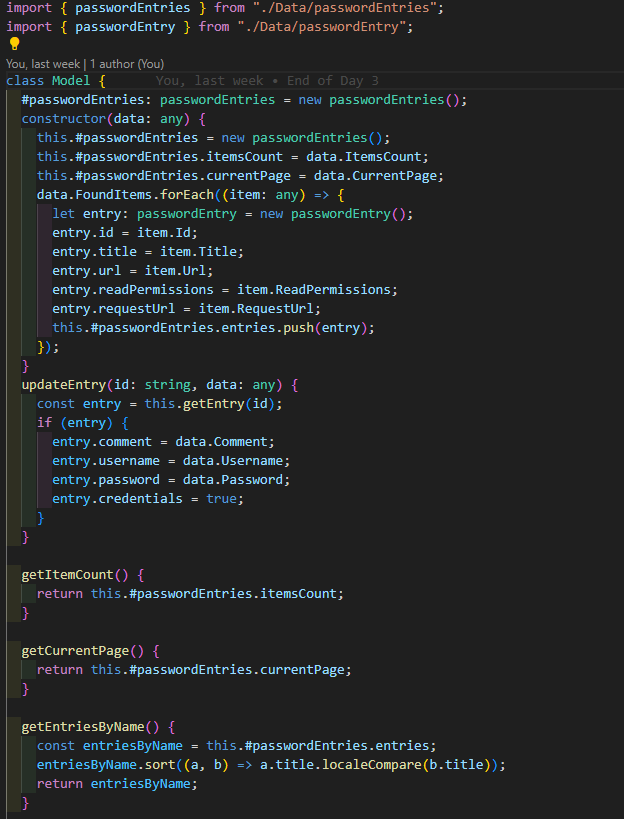 import { passwordEntries } from "./Data/passwordEntries";
import { passwordEntry } from "./Data/passwordEntry";
You, last week | 1 author (You)
class Model {     You, last week • End of Day 3
  #passwordEntries: passwordEntries = new passwordEntries();
  constructor(data: any) {
    this.#passwordEntries = new passwordEntries();
    this.#passwordEntries.itemsCount = data.ItemsCount;
    this.#passwordEntries.currentPage = data.CurrentPage;
    data.FoundItems.forEach((item: any) => {
      let entry: passwordEntry = new passwordEntry();
      entry.id = item.Id;
      entry.title = item.Title;
      entry.url = item.Url;
      entry.readPermissions = item.ReadPermissions;
      entry.requestUrl = item.RequestUrl;
      this.#passwordEntries.entries.push(entry);
    });
  }
  updateEntry(id: string, data: any) {
    const entry = this.getEntry(id);
    if (entry) {
      entry.comment = data.Comment;
      entry.username = data.Username;
      entry.password = data.Password;
      entry.credentials = true;
    }
  }
  getItemCount() {
    return this.#passwordEntries.itemsCount;
  }
  getCurrentPage() {
    return this.#passwordEntries.currentPage;
  }
  getEntriesByName() {
    const entriesByName = this.#passwordEntries.entries;
    entriesByName.sort((a, b) => a.title.localeCompare(b.title));
    return entriesByName;
  }